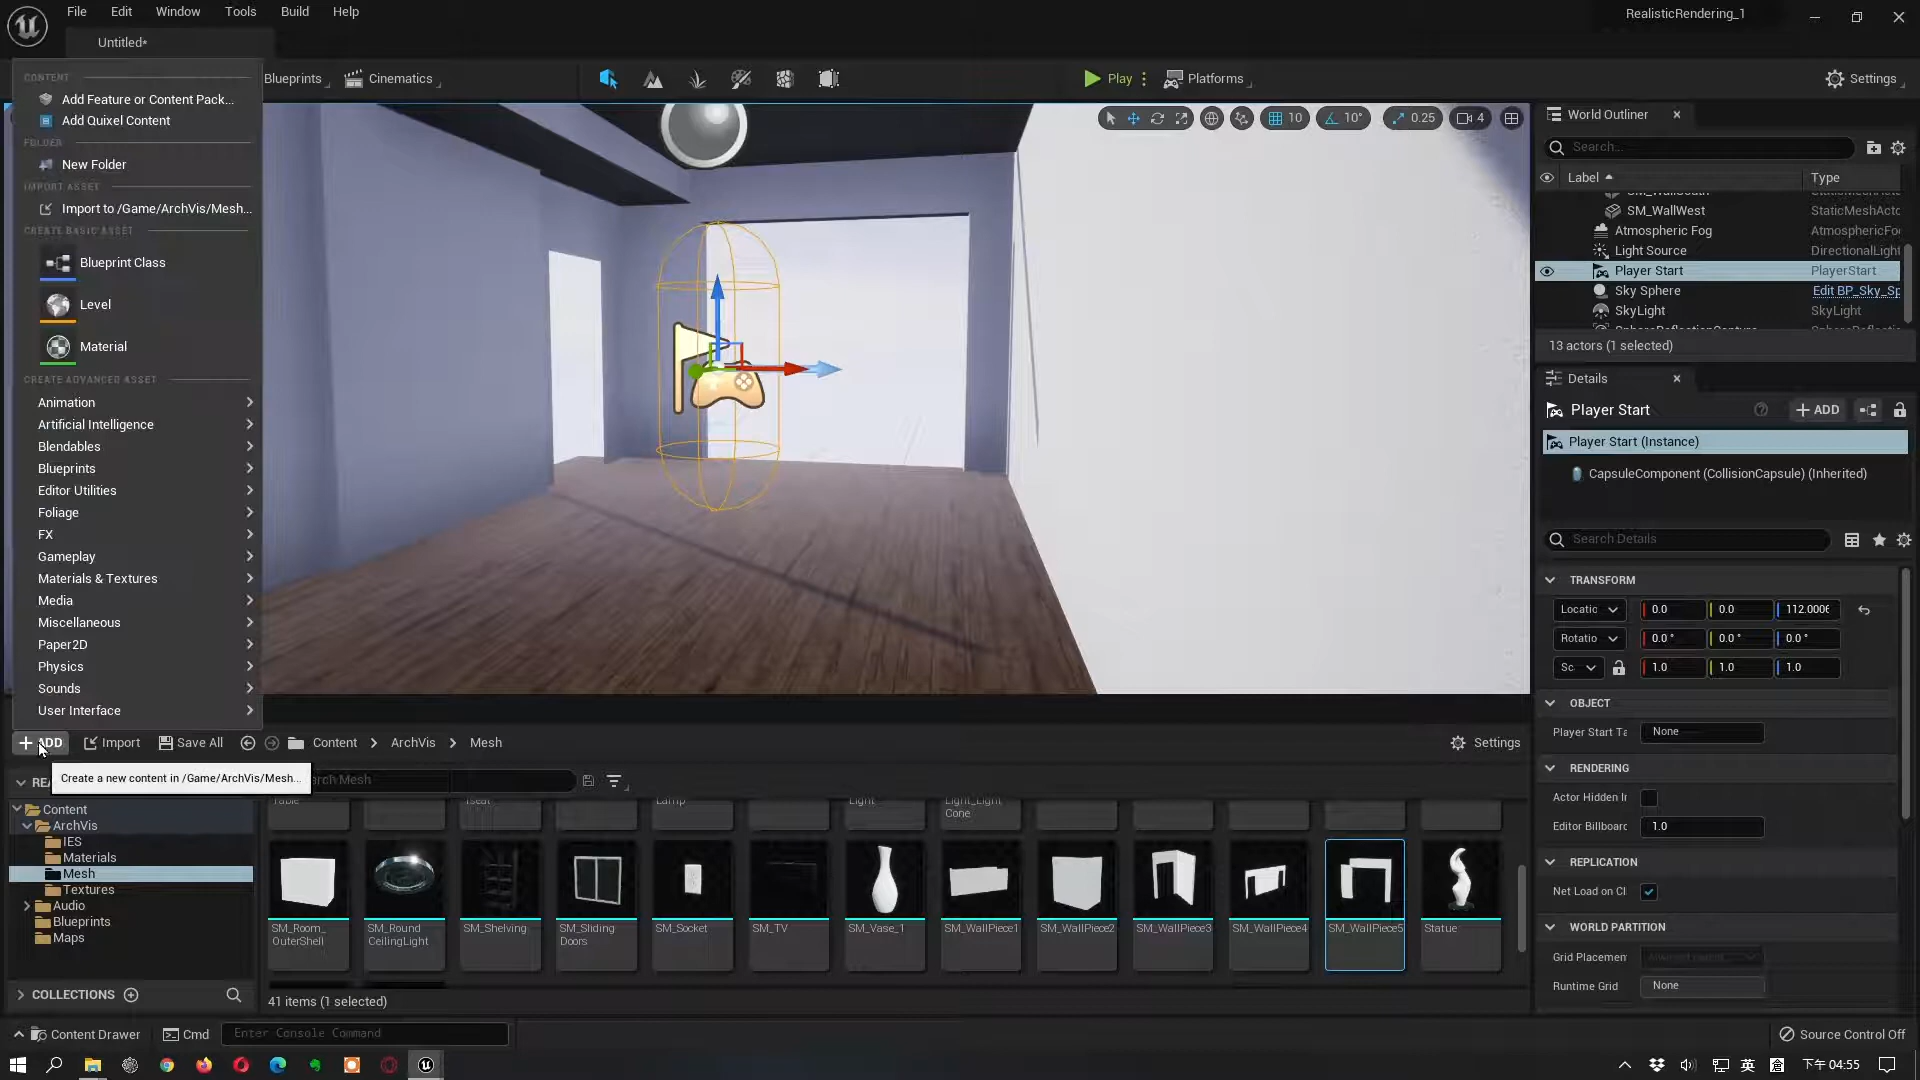 File Edit Window Tools Build Help
RealisticRendering_1
Untitled*
Blueprints
Cinematics
Play
Platforms
Settings
CONTENT
Add Feature or Content Pack...
Add Quixel Content
FOLDER
New Folder
IMPORT ASSET
Import to /Game/ArchVis/Mesh...
CREATE BASIC ASSET
Blueprint Class
Level
Material
CREATE ADVANCED ASSET
Animation
Artificial Intelligence
Blendables
Blueprints
Editor Utilities
Foliage
FX
Gameplay
Materials & Textures
Media
Miscellaneous
Paper2D
Physics
Sounds
User Interface
10
10°
0.25
4
World Outliner
Search...
Label Type
SM_WallWest StaticMeshActo
Atmospheric Fog AtmosphericFo
Light Source DirectionalLight
Player Start PlayerStart
Sky Sphere Edit BP_Sky_Sp
SkyLight SkyLight
13 actors (1 selected)
Details
Player Start
ADD
Player Start (Instance)
CapsuleComponent (CollisionCapsule) (Inherited)
Search Details
TRANSFORM
Locatic 0.0 0.0 112.000
Rotatio 0.0 ° 0.0 ° 0.0 °
Sc 1.0 1.0 1.0
OBJECT
Player Start Ta None
RENDERING
Actor Hidden Ir
Editor Billboarc 1.0
REPLICATION
Net Load on Cl
WORLD PARTITION
Grid Placemen
Runtime Grid None
ADD Import Save All Content ArchVis Mesh Settings
Create a new content in /Game/ArchVis/Mesh...
Mesh
Content
ArchVis
IES
Materials
Mesh
Textures
Audio
Blueprints
Maps
COLLECTIONS
Table
Lamp
Light
Light_Light
Cone
SM_Room_
OuterShell
SM_Round
CeilingLight
SM_Shelving
SM_Sliding
Doors
SM_Socket
SM_TV
SM_Vase_1
SM_WallPiece1
SM_WallPiece2
SM_WallPiece3
SM_WallPiece4
SM_WallPiece5
Statue
41 items (1 selected)
Content Drawer
Cmd
Enter Console Command
Source Control Off
英
下午 04:55